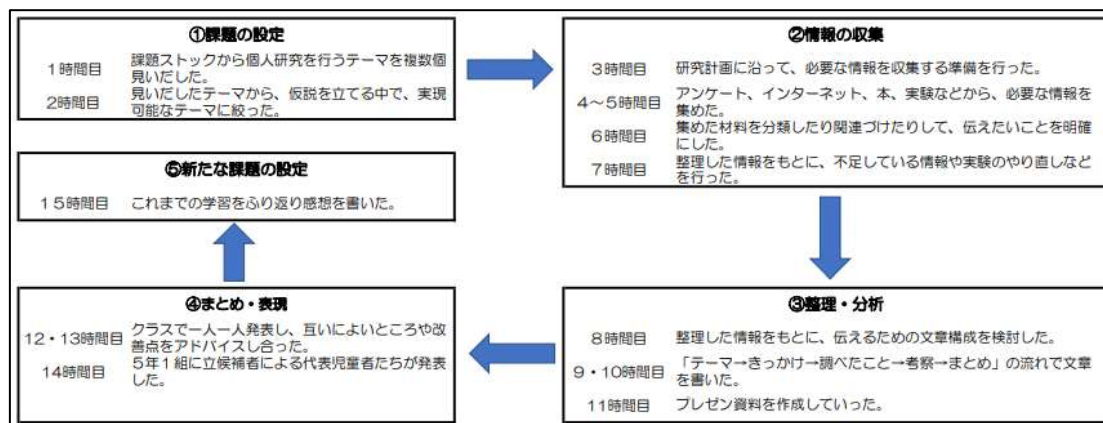 ①課題の設定
1時間目
課題ストックから個人研究を行うテーマを複数個
見いだした。
2時間目
見いだしたテーマから、仮説を立てる中で、実現
可能なテーマに絞った。
②情報の収集
3時間目
研究計画に沿って、必要な情報を収集する準備を行った。
4～5時間目
アンケート、インターネット、本、実験などから、必要な情報を
集めた。
6時間目
集めた材料を分類したり関連づけたりして、伝えたいことを明確
にした。
7時間目
整理した情報をもとに、不足している情報や実験のやり直しなど
を行った。
③整理・分析
8時間目
整理した情報をもとに、伝えるための文章構成を検討した。
9・10時間目
「テーマ→きっかけ→調べたこと→考察→まとめ」の流れで文章
を書いた。
11時間目
プレゼン資料を作成していった。
④まとめ・表現
12・13時間目
クラスで一人一人発表し、互いによいところや改
善点をアドバイスし合った。
14時間目
５年１組に立候補者による代表児童者たちが発表
した。
⑤新たな課題の設定
15時間目
これまでの学習をふり返り感想を書いた。